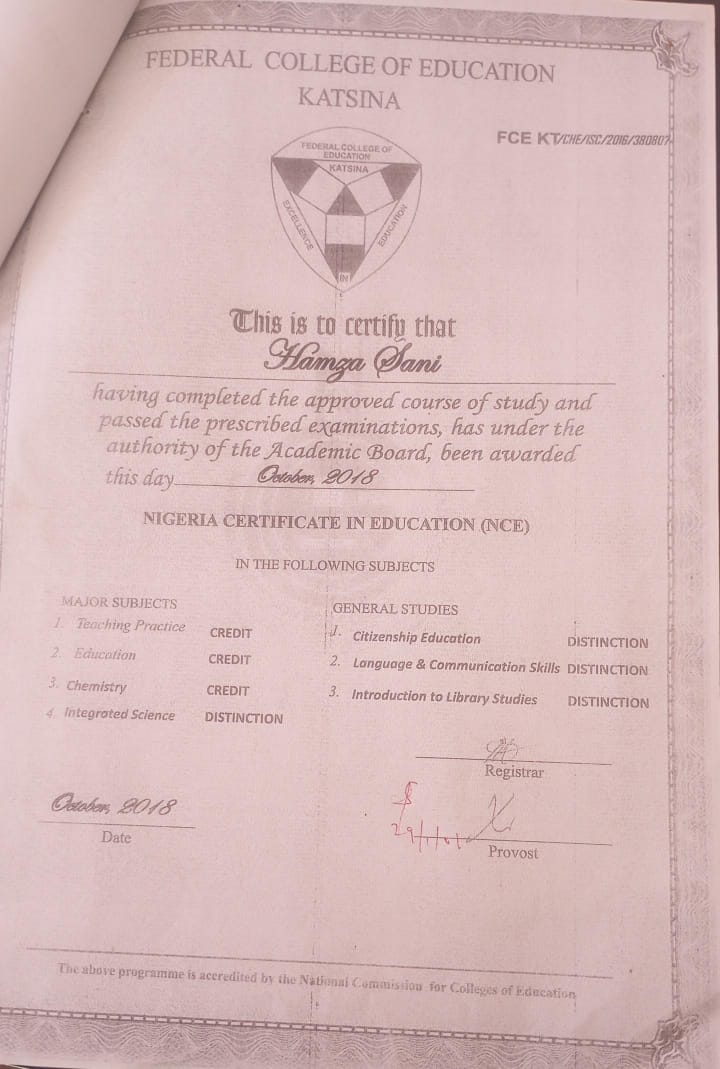 FEDERAL COLLEGE OF EDUCATION
KATSINA
FCE KT/CHE/ISC/2016/380807
FEDERAL COLLEGE OF
EDUCATION
KATSINA
EXCELLENCE
IN
EDUCATION
This is to certify that
Hamza Sani
having completed the approved course of study and
passed the prescribed examinations, has under the
authority of the Academic Board, been awarded
this day October, 2018
NIGERIA CERTIFICATE IN EDUCATION (NCE)
IN THE FOLLOWING SUBJECTS
MAJOR SUBJECTS
1. Teaching Practice CREDIT
2. Education CREDIT
3. Chemistry CREDIT
4. Integrated Science DISTINCTION
GENERAL STUDIES
1. Citizenship Education DISTINCTION
2. Language & Communication Skills DISTINCTION
3. Introduction to Library Studies DISTINCTION
Registrar
October, 2018
Date
Provost
The above programme is accredited by the National Commission for Colleges of Education